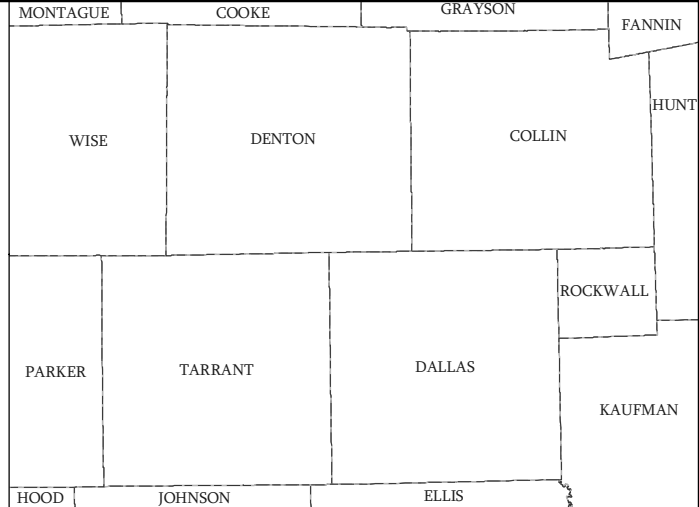 MONTAGUE
COOKE
GRAYSON
FANNIN
HUNT
WISE
DENTON
COLLIN
ROCKWALL
PARKER
TARRANT
DALLAS
KAUFMAN
HOOD
JOHNSON
ELLIS